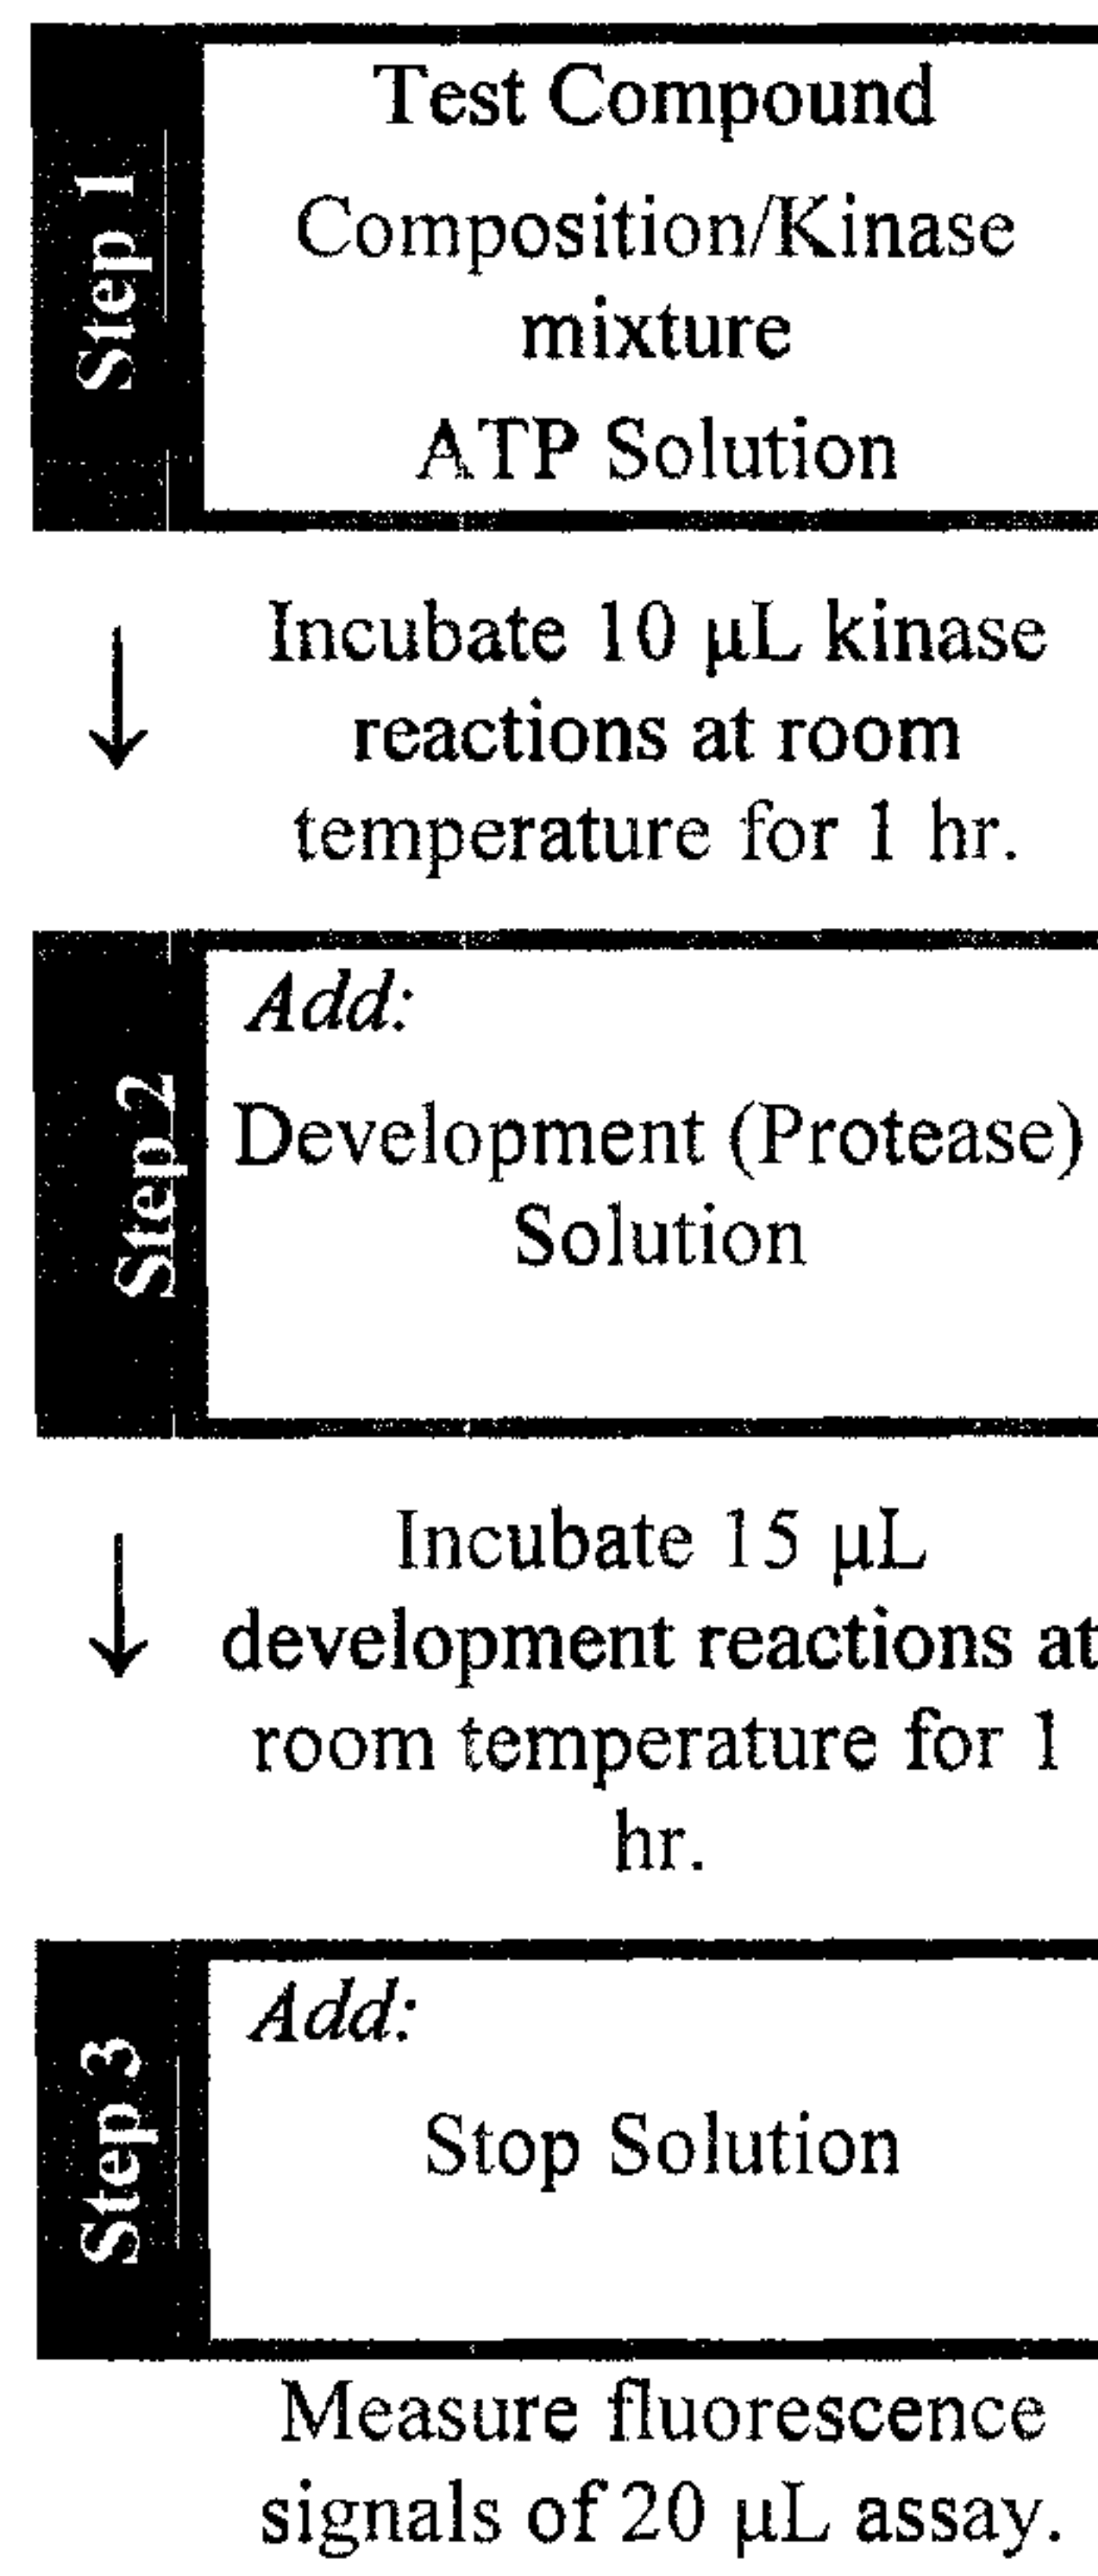 Step 1
Test Compound
Composition/Kinase
mixture
ATP Solution
Incubate 10 μL kinase
reactions at room
temperature for 1 hr.
Step 2
Add:
Development (Protease)
Solution
Incubate 15 μL
development reactions at
room temperature for 1
hr.
Step 3
Add:
Stop Solution
Measure fluorescence
signals of 20 μL assay.